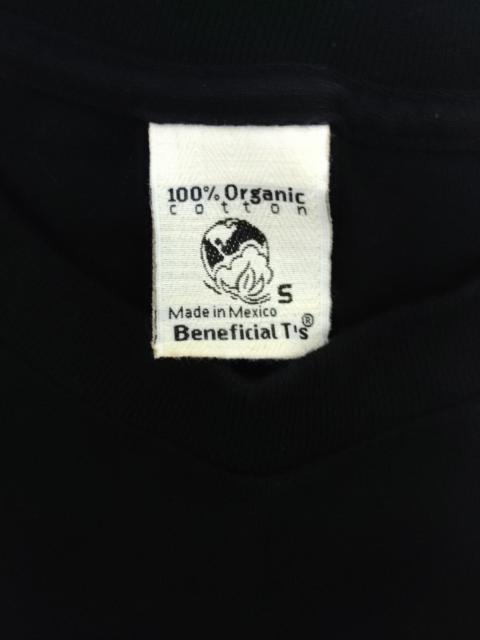 100% Organic
cotton
S
Made in Mexico
Beneficial T's®